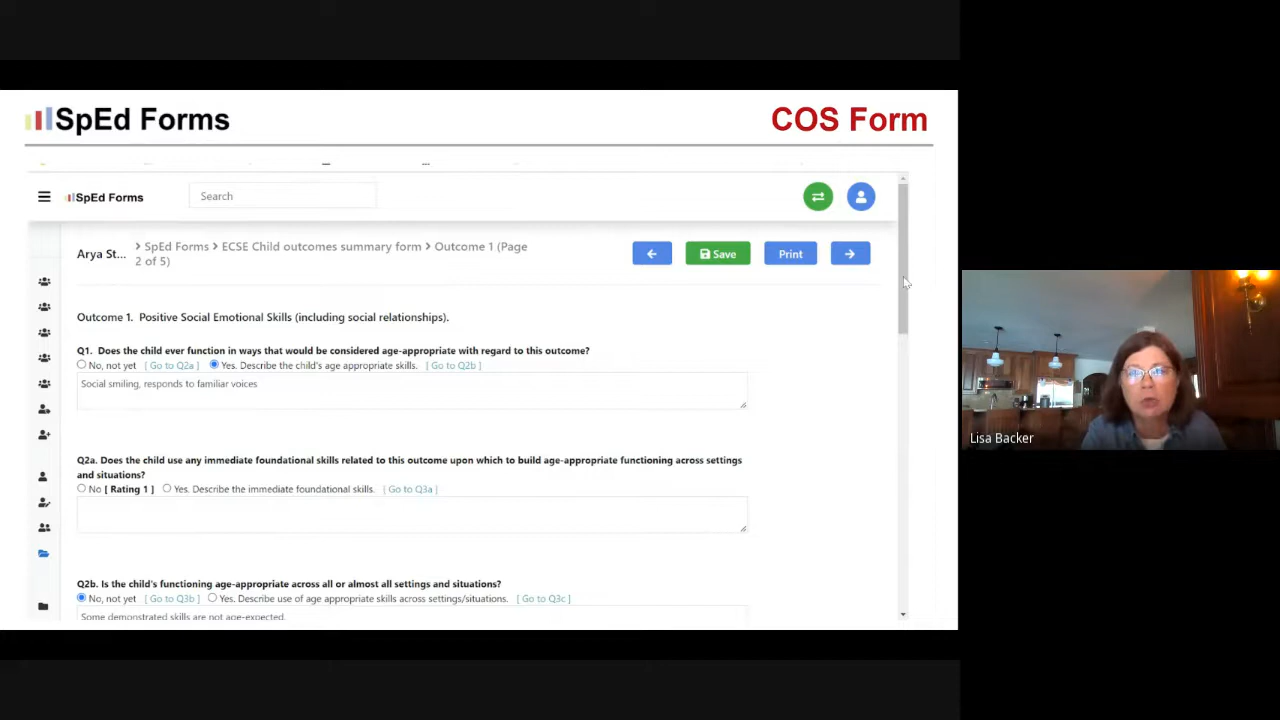 SpEd Forms
COS Form
SpEd Forms
Search
Arya St...
> SpEd Forms > ECSE Child outcomes summary form > Outcome 1 (Page
2 of 5)
Save
Print
Outcome 1. Positive Social Emotional Skills (including social relationships).
Q1. Does the child ever function in ways that would be considered age-appropriate with regard to this outcome?
No, not yet [ Go to Q2a ] Yes. Describe the child's age appropriate skills. [ Go to Q2b ]
Social smiling, responds to familiar voices
Q2a. Does the child use any immediate foundational skills related to this outcome upon which to build age-appropriate functioning across settings
and situations?
No [ Rating 1 ] Yes. Describe the immediate foundational skills. [ Go to Q3a ]
Q2b. Is the child's functioning age-appropriate across all or almost all settings and situations?
No, not yet [ Go to Q3b ] Yes. Describe use of age appropriate skills across settings/situations. [ Go to Q3c ]
Some demonstrated skills are not age-expected.
Lisa Backer